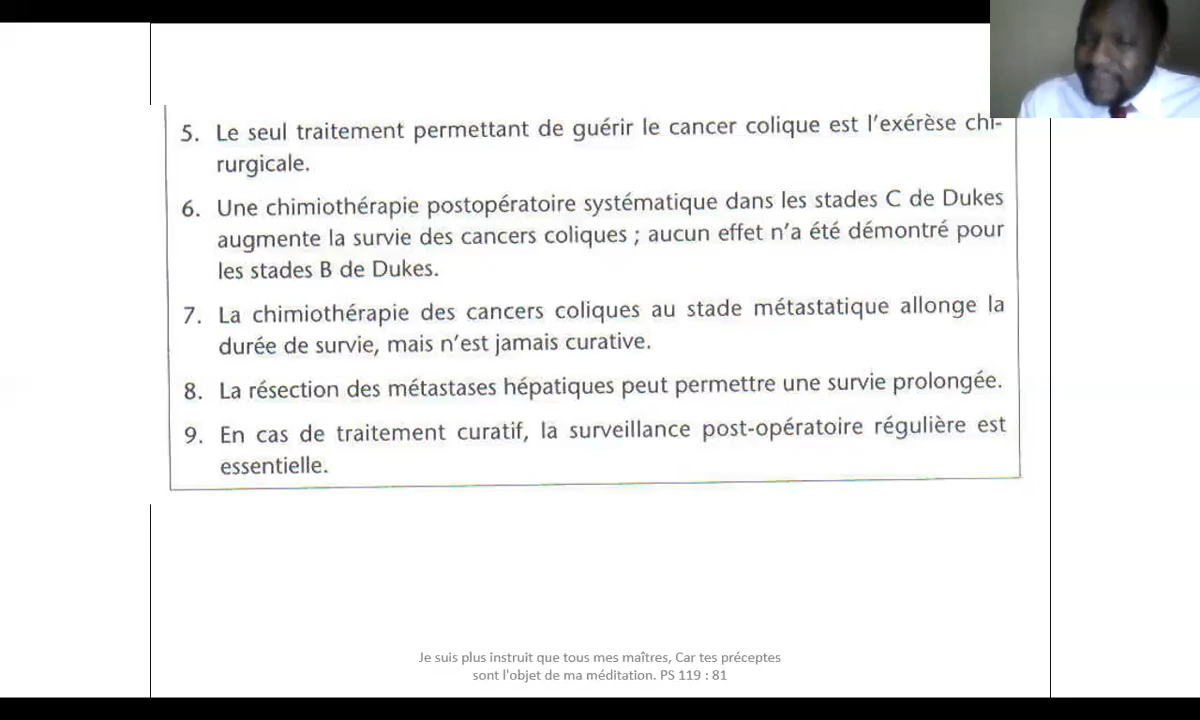 5. Le seul traitement permettant de guérir le cancer colique est l'exérèse chi-
rurgicale.
6. Une chimiothérapie postopératoire systématique dans les stades C de Dukes
augmente la survie des cancers coliques ; aucun effet n'a été démontré pour
les stades B de Dukes.
7. La chimiothérapie des cancers coliques au stade métastatique allonge la
durée de survie, mais n'est jamais curative.
8. La résection des métastases hépatiques peut permettre une survie prolongée.
9. En cas de traitement curatif, la surveillance post-opératoire régulière est
essentielle.
Je suis plus instruit que tous mes maîtres, Car tes préceptes
sont l'objet de ma méditation. PS 119 : 81